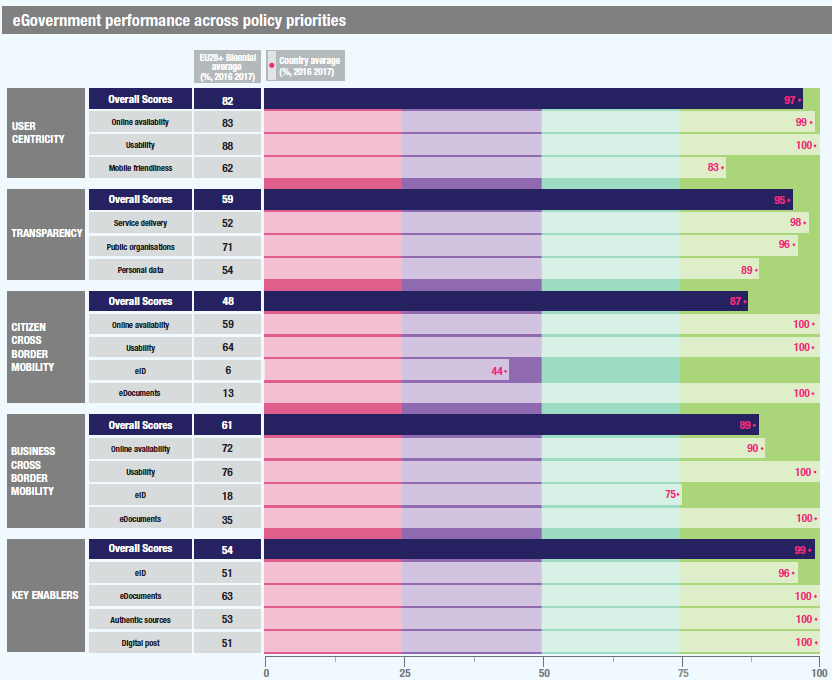 eGovernment performance across policy priorities
EU28+ Biennial
average
(%, 2016 2017)
Country average
(%, 2016 2017)
USER
CENTRICITY
Overall Scores 82 97
Online availability 83 99
Usability 88 100
Mobile friendliness 62 83
TRANSPARENCY
Overall Scores 59 95
Service delivery 52 98
Public organisations 71 96
Personal data 54 89
CITIZEN
CROSS
BORDER
MOBILITY
Overall Scores 48 87
Online availability 59 100
Usability 64 100
eID 6 44
eDocuments 13 100
BUSINESS
CROSS
BORDER
MOBILITY
Overall Scores 61 89
Online availability 72 90
Usability 76 100
eID 18 75
eDocuments 35 100
KEY ENABLERS
Overall Scores 54 99
eID 51 96
eDocuments 63 100
Authentic sources 53 100
Digital post 51 100
0 25 50 75 100